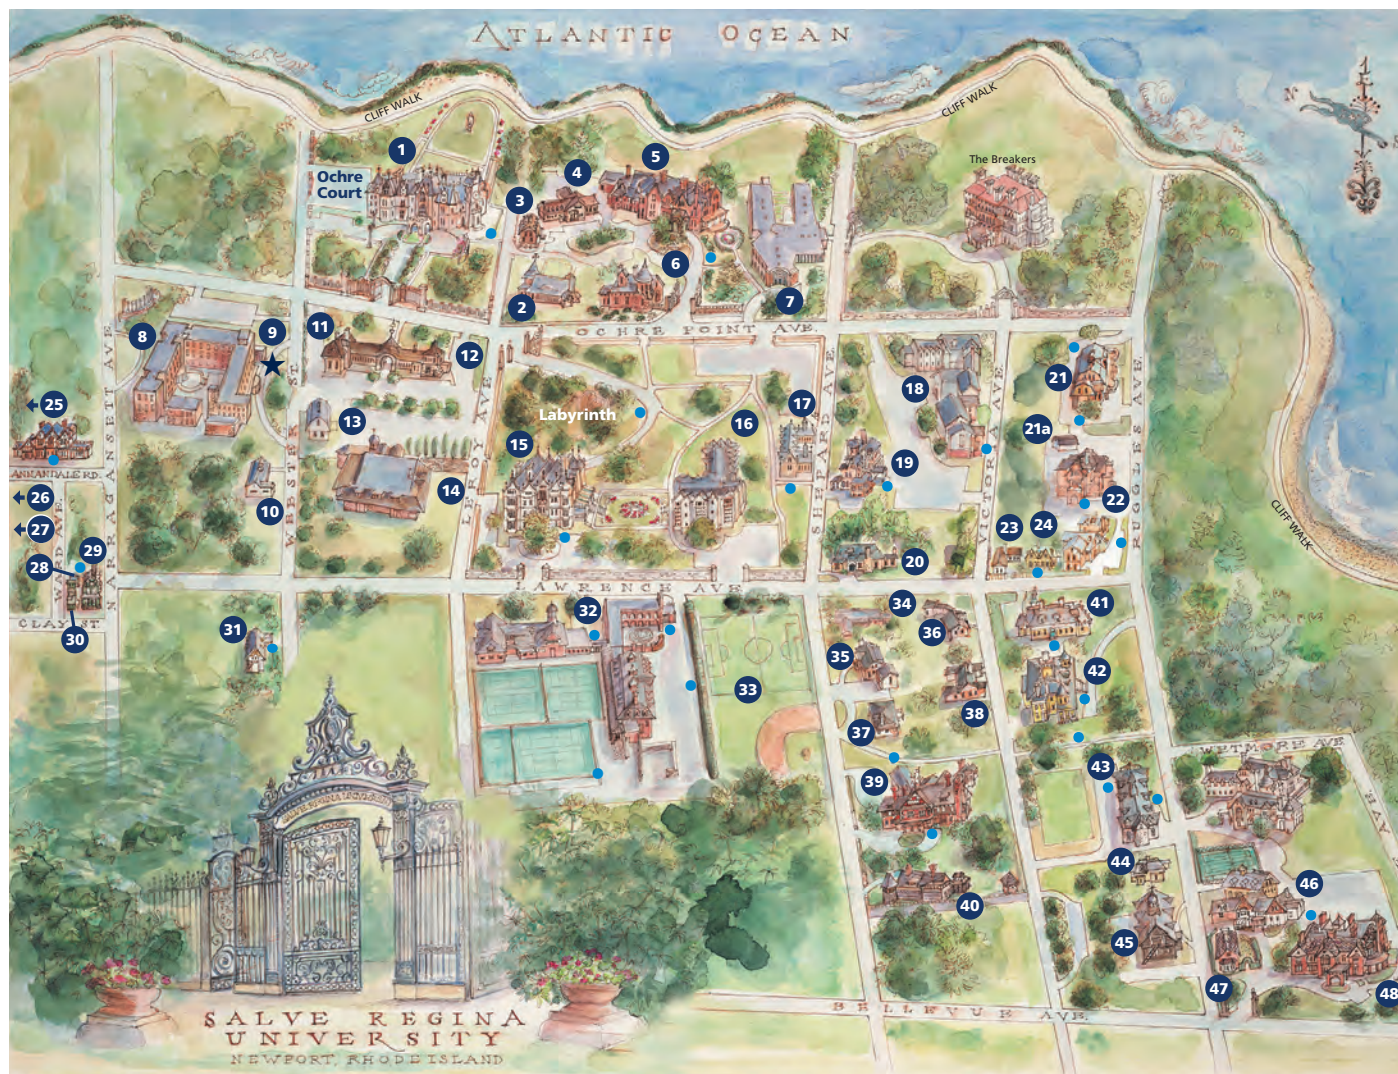 ATLANTIC OCEAN
CLIFF WALK
CLIFF WALK
N
1
Ochre
Court
4
5
The Breakers
3
6
2
7
OCHRE POINT AVE.
8
9
11
12
13
10
14
WEBSTER ST.
LEROY AVE
NARRAGANSETT AVE.
25
ANNANDALE RD.
26
27
28
29
30
CLAY ST.
Labyrinth
15
16
17
SHEPARD AVE.
18
19
20
VICTORIA AVE.
21
21a
22
23
24
RUGGLES AVE.
CLIFF WALK
LAWRENCE AVE
31
32
33
34
35
36
37
38
39
40
41
42
WETMORE AVE
43
44
45
46
47
48
BELLEVUE AVE.
SALVE REGINA
UNIVERSITY
NEWPORT, RHODE ISLAND